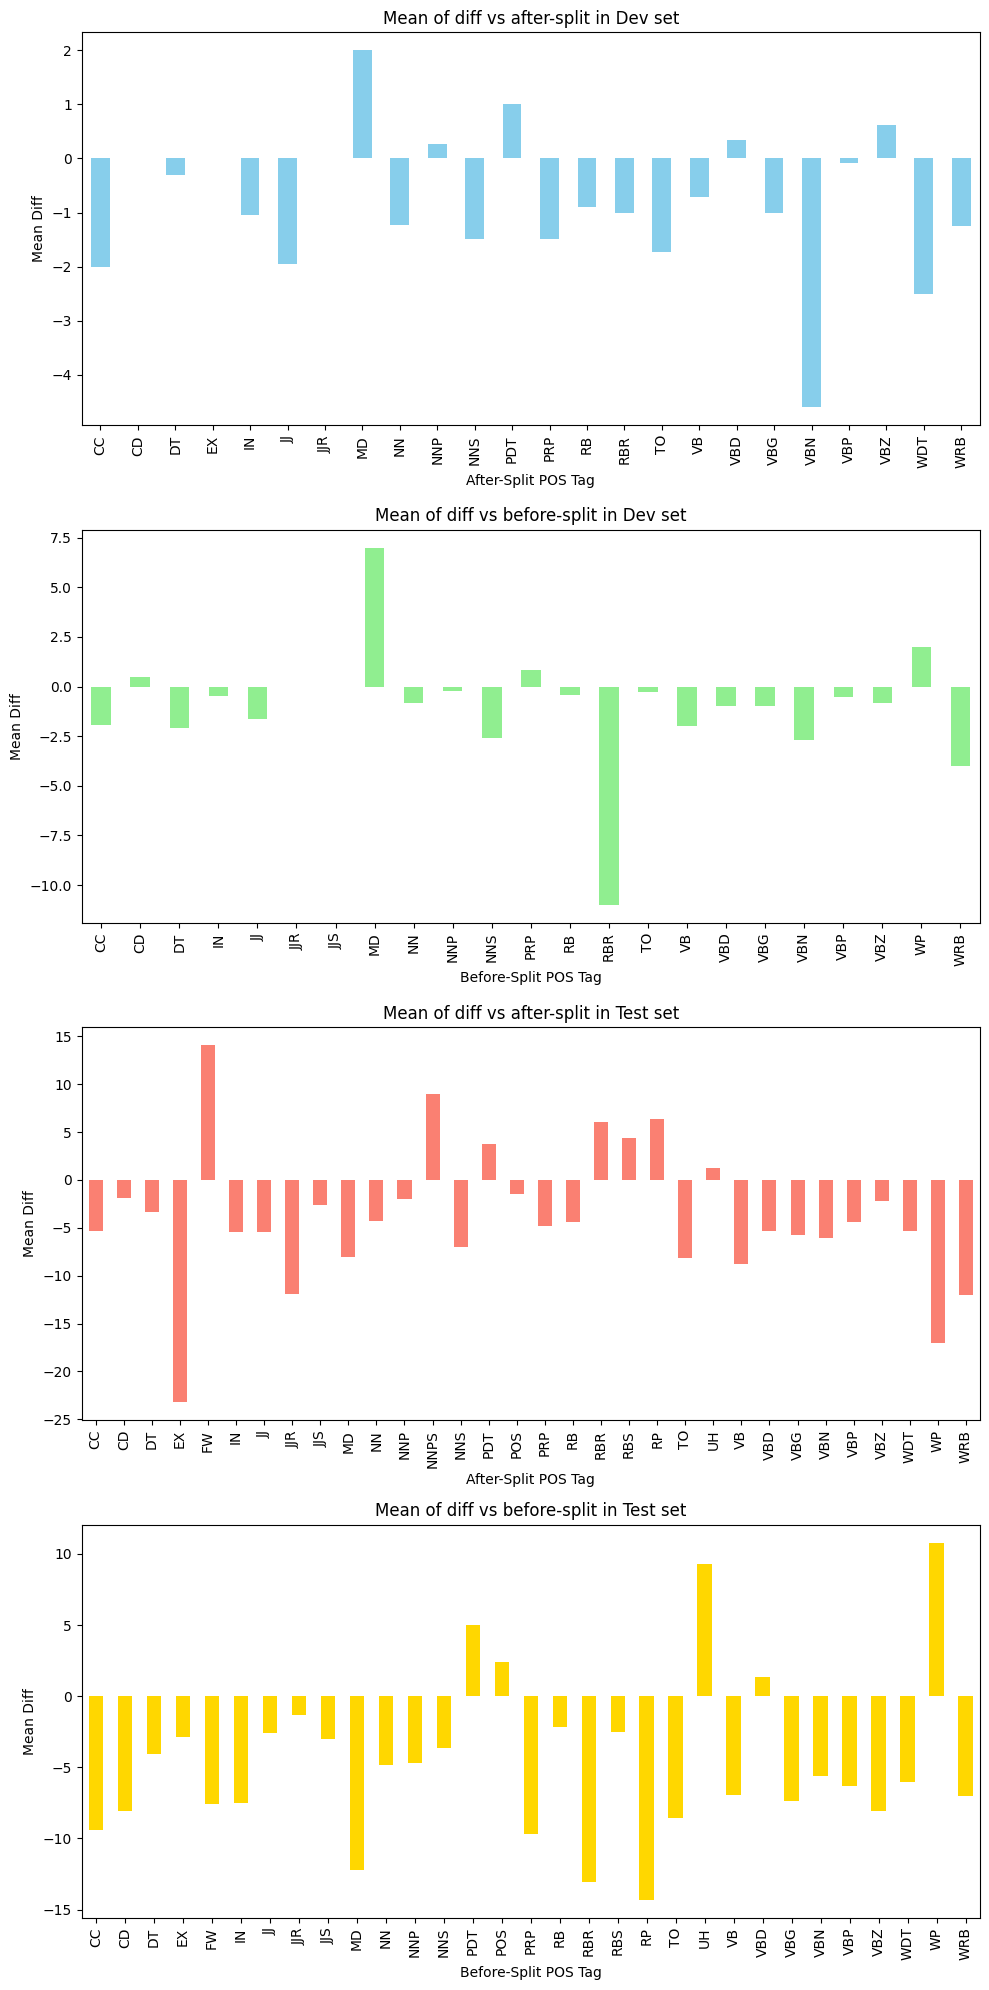 Mean of diff vs after-split in Dev set
2
1
0
−1
−2
−3
−4
Mean Diff
CC CD DT EX IN JJ JJR MD NN NNP NNS PDT PRP RB RBR TO VB VBD VBG VBN VBP VBZ WDT WRB
After-Split POS Tag
Mean of diff vs before-split in Dev set
7.5
5.0
2.5
0.0
−2.5
−5.0
−7.5
−10.0
Mean Diff
CC CD DT IN JJ JJR JJS MD NN NNP NNS PRP RB RBR TO VB VBD VBG VBN VBP VBZ WP WRB
Before-Split POS Tag
Mean of diff vs after-split in Test set
15
10
5
0
−5
−10
−15
−20
−25
Mean Diff
CC CD DT EX FW IN JJ JJR JJS MD NN NNP NNPS NNS PDT POS PRP RB RBR RBS RP TO UH VB VBD VBG VBN VBP VBZ WDT WP WRB
After-Split POS Tag
Mean of diff vs before-split in Test set
10
5
0
−5
−10
−15
Mean Diff
CC CD DT EX FW IN JJ JJR JJS MD NN NNP NNS PDT POS PRP RB RBR RBS RP TO UH VB VBD VBG VBN VBP VBZ WDT WP WRB
Before-Split POS Tag